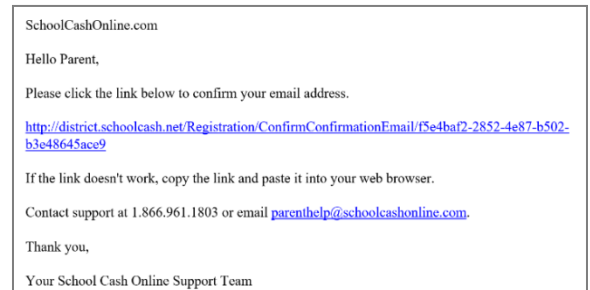 SchoolCashOnline.com
Hello Parent,
Please click the link below to confirm your email address.
http://district.schoolcash.net/Registration/ConfirmConfirmationEmail/f5e4baf2-2852-4e87-b502-
b3e48645ace9
If the link doesn't work, copy the link and paste it into your web browser.
Contact support at 1.866.961.1803 or email parenthelp@schoolcashonline.com.
Thank you,
Your School Cash Online Support Team